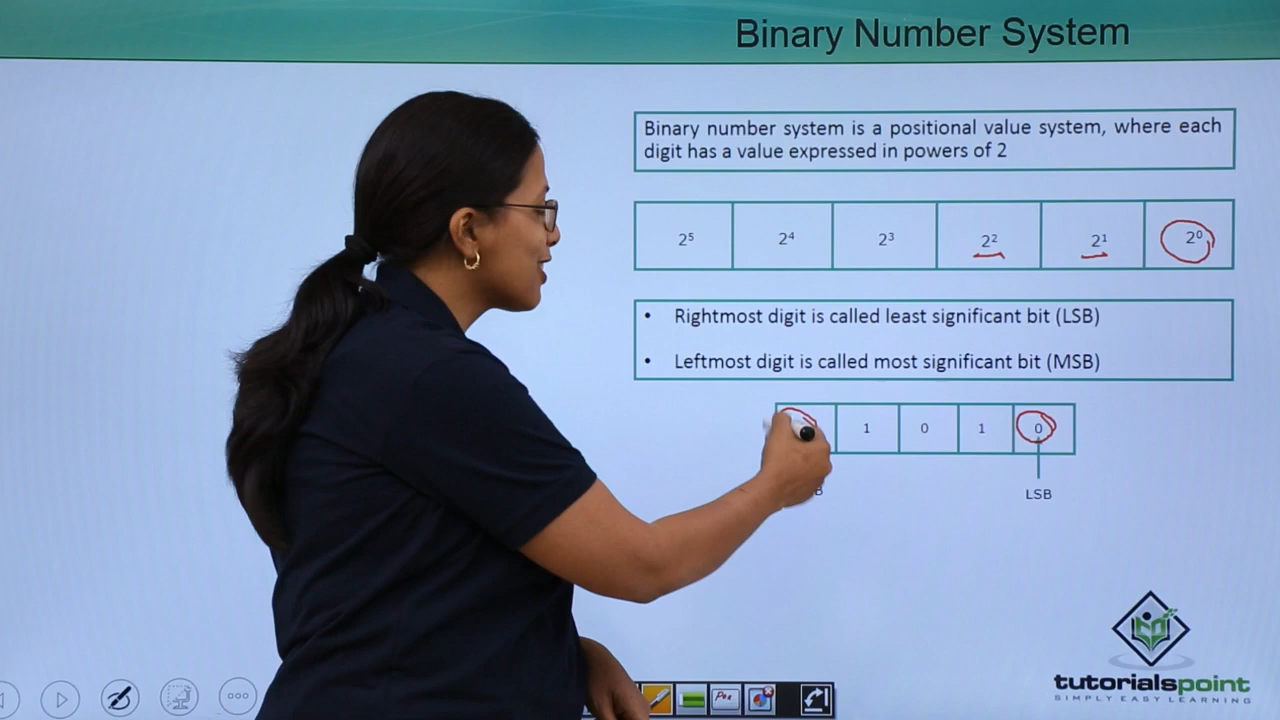 Binary Number System
Binary number system is a positional value system, where each
digit has a value expressed in powers of 2
2⁵ 2⁴ 2³ 2² 2¹ 2⁰
• Rightmost digit is called least significant bit (LSB)
• Leftmost digit is called most significant bit (MSB)
1 0 1 0
LSB
tutorialspoint
SIMPLY EASY LEARNING